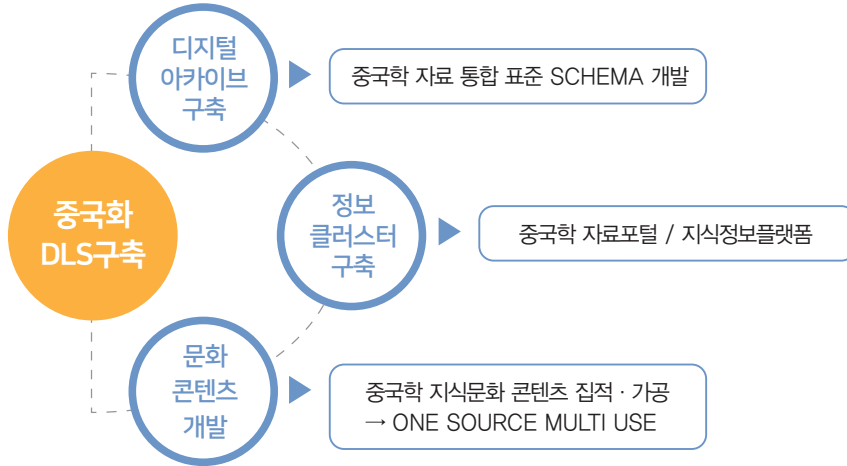 디지털
아카이브
구축
중국학 자료 통합 표준 SCHEMA 개발
중국화
DLS구축
정보
클러스터
구축
중국학 자료포털 / 지식정보플랫폼
문화
콘텐츠
개발
중국학 지식문화 콘텐츠 집적 · 가공
→ ONE SOURCE MULTI USE